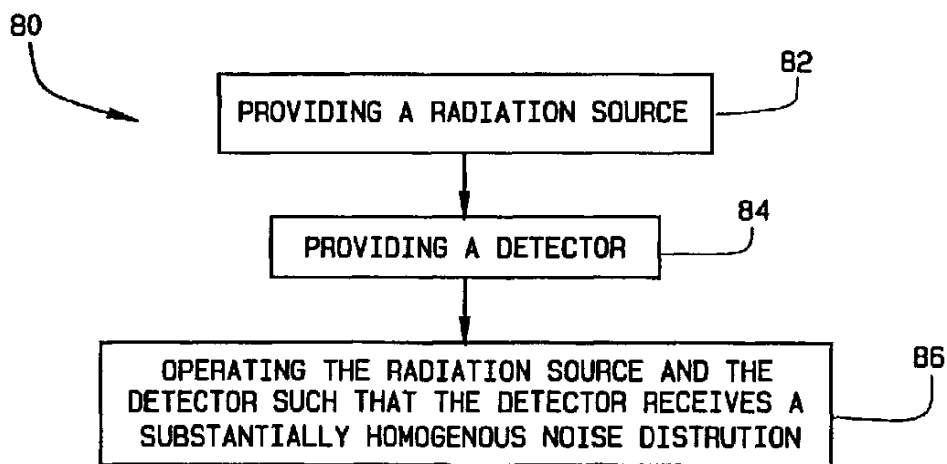 80
82
PROVIDING A RADIATION SOURCE
84
PROVIDING A DETECTOR
86
OPERATING THE RADIATION SOURCE AND THE
DETECTOR SUCH THAT THE DETECTOR RECEIVES A
SUBSTANTIALLY HOMOGENOUS NOISE DISTRUTION